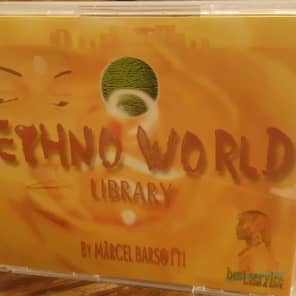 ETHNO WORLD
LIBRARY
BY MARCEL BARSOTTI
best service